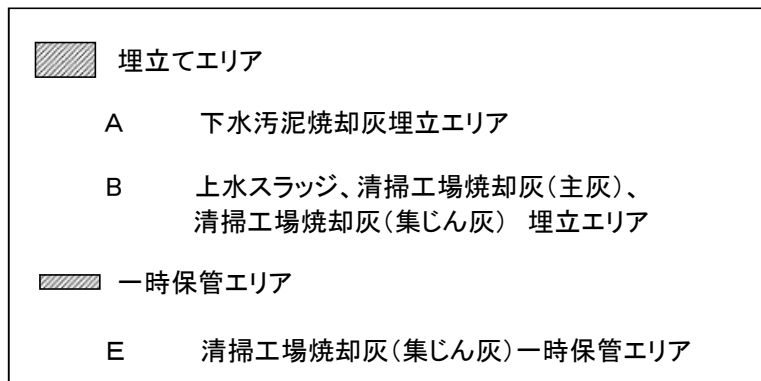 埋立てエリア
A 下水汚泥焼却灰埋立エリア
B 上水スラッジ、清掃工場焼却灰(主灰)、
清掃工場焼却灰(集じん灰) 埋立エリア
一時保管エリア
E 清掃工場焼却灰(集じん灰)一時保管エリア